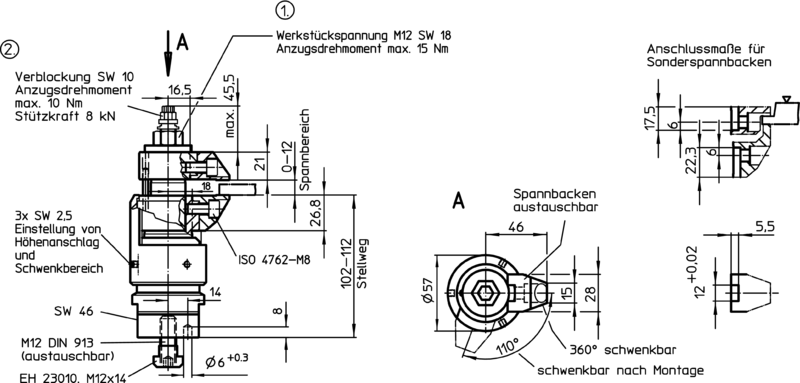 1.
2.
A
Werkstückspannung M12 SW 18
Anzugsdrehmoment max. 15 Nm
Verblockung SW 10
Anzugsdrehmoment
max. 10 Nm
Stützkraft 8 kN
16,5
max. 45,5
21
0–12
Spannbereich
18
26,8
ISO 4762–M8
102–112
Stellweg
3x SW 2,5
Einstellung von
Höhenanschlag
und
Schwenkbereich
14
SW 46
8
M12 DIN 913
(austauschbar)
Ø6+0.3
EH 23010. M12x14
A
Spannbacken
austauschbar
46
Ø57
15
28
110°
360° schwenkbar
schwenkbar nach Montage
Anschlussmaße für
Sonderspannbacken
17,5
6
22,3
6
5,5
12+0,02